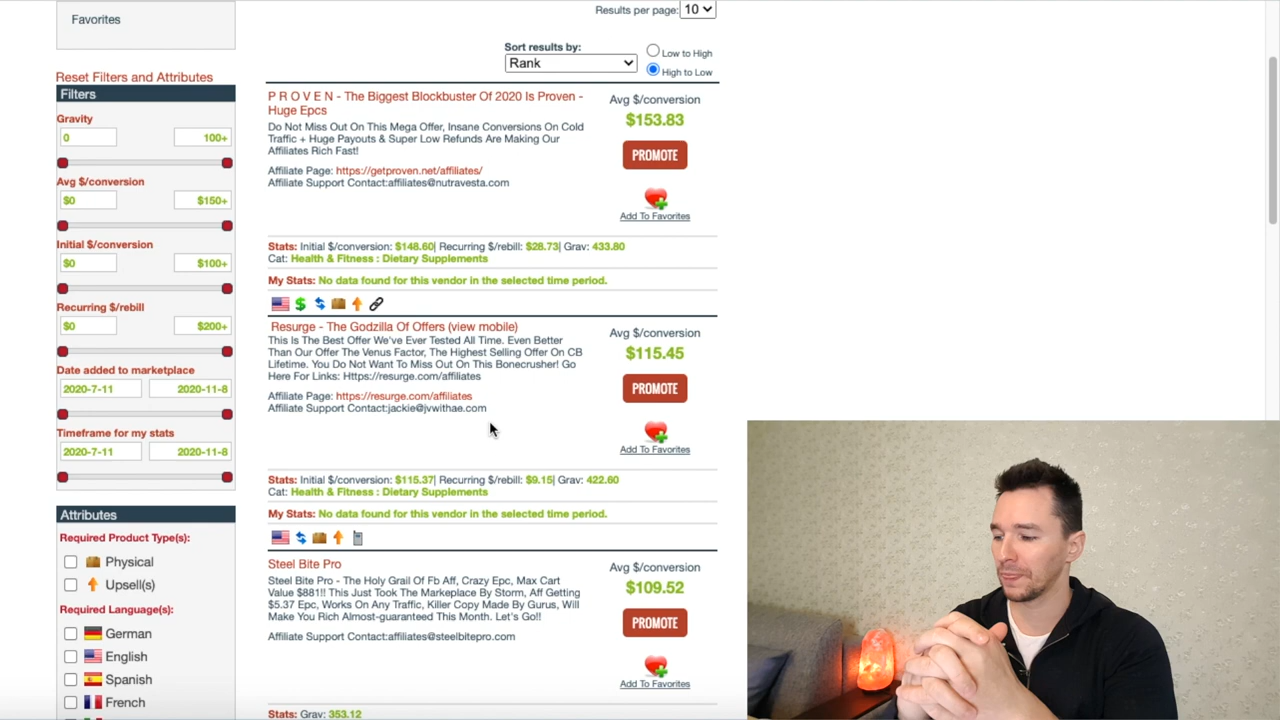 Favorites
Results per page: 10
Sort results by:
Rank
Low to High
High to Low
Reset Filters and Attributes
Filters
Gravity
0 100+
Avg $/conversion
$0 $150+
Initial $/conversion
$0 $100+
Recurring $/rebill
$0 $200+
Date added to marketplace
2020-7-11 2020-11-8
Timeframe for my stats
2020-7-11 2020-11-8
Attributes
Required Product Type(s):
Physical
Upsell(s)
Required Language(s):
German
English
Spanish
French
P R O V E N - The Biggest Blockbuster Of 2020 Is Proven -
Huge Epcs
Do Not Miss Out On This Mega Offer, Insane Conversions On Cold
Traffic + Huge Payouts & Super Low Refunds Are Making Our
Affiliates Rich Fast!
Affiliate Page: https://getproven.net/affiliates/
Affiliate Support Contact:affiliates@nutravesta.com
Avg $/conversion
$153.83
PROMOTE
Add To Favorites
Stats: Initial $/conversion: $148.60| Recurring $/rebill: $28.73| Grav: 433.80
Cat: Health & Fitness : Dietary Supplements
My Stats: No data found for this vendor in the selected time period.
Resurge - The Godzilla Of Offers (view mobile)
This Is The Best Offer We've Ever Tested All Time. Even Better
Than Our Offer The Venus Factor, The Highest Selling Offer On CB
Lifetime. You Do Not Want To Miss Out On This Bonecrusher! Go
Here For Links: Https://resurge.com/affiliates
Affiliate Page: https://resurge.com/affiliates
Affiliate Support Contact:jackie@jvwithae.com
Avg $/conversion
$115.45
PROMOTE
Add To Favorites
Stats: Initial $/conversion: $115.37| Recurring $/rebill: $9.15| Grav: 422.60
Cat: Health & Fitness : Dietary Supplements
My Stats: No data found for this vendor in the selected time period.
Steel Bite Pro
Steel Bite Pro - The Holy Grail Of Fb Aff, Crazy Epc, Max Cart
Value $881!! This Just Took The Marketplace By Storm, Aff Getting
$5.37 Epc, Works On Any Traffic, Killer Copy Made By Gurus, Will
Make You Rich Almost-guaranteed This Month. Let's Go!!
Affiliate Support Contact:affiliates@steelbitepro.com
Avg $/conversion
$109.52
PROMOTE
Add To Favorites
Stats: Grav: 353.12